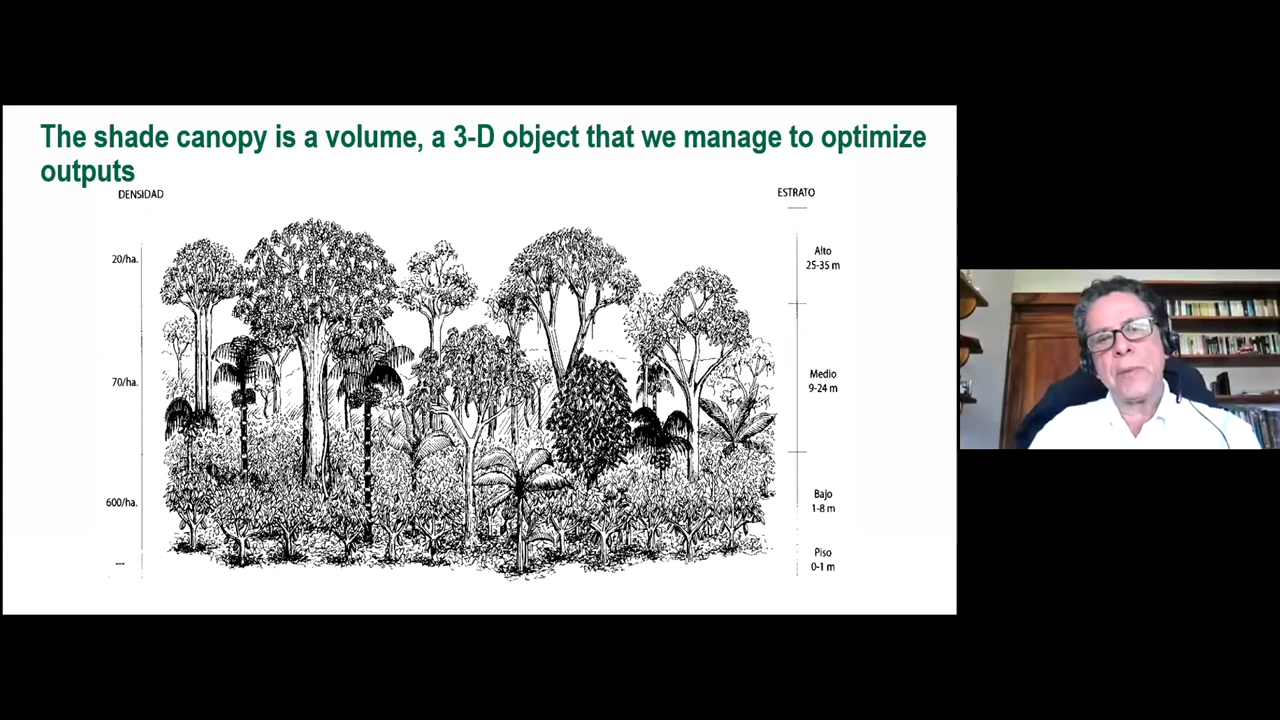 The shade canopy is a volume, a 3-D object that we manage to optimize
outputs
DENSIDAD
ESTRATO
20/ha.
Alto
25-35 m
70/ha.
Medio
9-24 m
600/ha.
Bajo
1-8 m
---
Piso
0-1 m